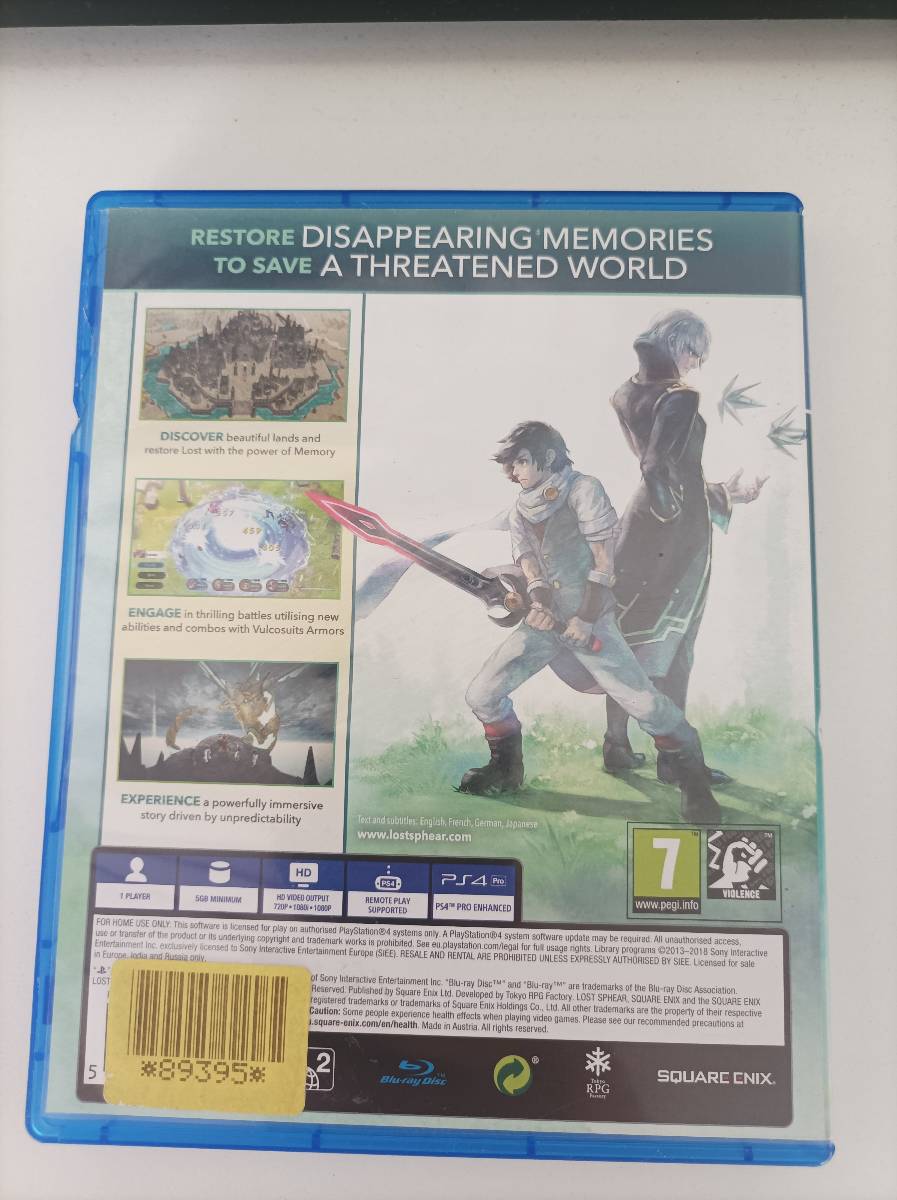 RESTORE DISAPPEARING MEMORIES
TO SAVE A THREATENED WORLD
DISCOVER beautiful lands and
restore Lost with the power of Memory
459
ENGAGE in thrilling battles utilising new
abilities and combos with Vulcosuits Armors
EXPERIENCE a powerfully immersive
story driven by unpredictability
Text and subtitles: English, French, German, Japanese
www.lostsphear.com
7
VIOLENCE
www.pegi.info
HD
PS4
PS4 Pro
1 PLAYER
5GB MINIMUM
HD VIDEO OUTPUT
720P•1080i•1080P
REMOTE PLAY
SUPPORTED
PS4™ PRO ENHANCED
FOR HOME USE ONLY: This software is licensed for play on authorised PlayStation®4 systems only. A PlayStation®4 system software update may be required. All unauthorised access,
use or transfer of the product or its underlying copyright and trademark works is prohibited. See eu.playstation.com/legal for full usage rights. Library programs ©2013–2018 Sony Interactive
Entertainment Inc. exclusively licensed to Sony Interactive Entertainment Europe (SIEE). RESALE AND RENTAL ARE PROHIBITED UNLESS EXPRESSLY AUTHORISED BY SIEE. Licensed for sale
in Europe, India and Russia only.
of Sony Interactive Entertainment Inc. "Blu-ray Disc™" and "Blu-ray™" are trademarks of the Blu-ray Disc Association.
LOST Reserved. Published by Square Enix Ltd. Developed by Tokyo RPG Factory. LOST SPHEAR, SQUARE ENIX and the SQUARE ENIX
registered trademarks or trademarks of Square Enix Holdings Co., Ltd. All other trademarks are the property of their respective
Caution: Some people experience health effects when playing video games. Please see our recommended precautions at
.square-enix.com/en/health. Made in Austria. All rights reserved.
*89395*
5
2
Blu-ray Disc™
®
Tokyo
RPG
Factory
SQUARE ENIX.